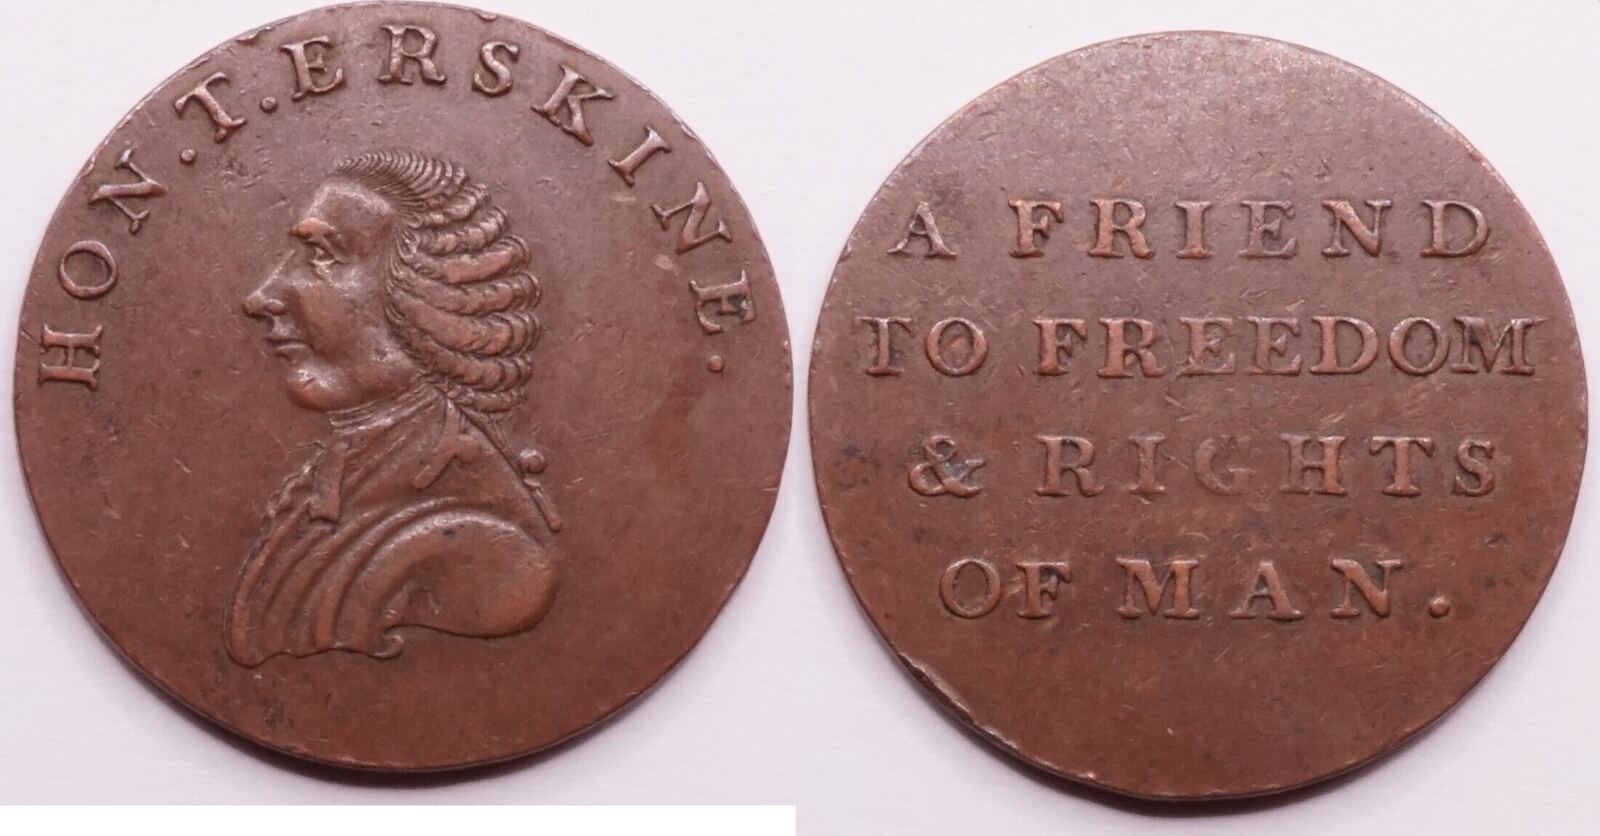 HON.T.ERSKINE.
A FRIEND
TO FREEDOM
& RIGHTS
OF MAN.